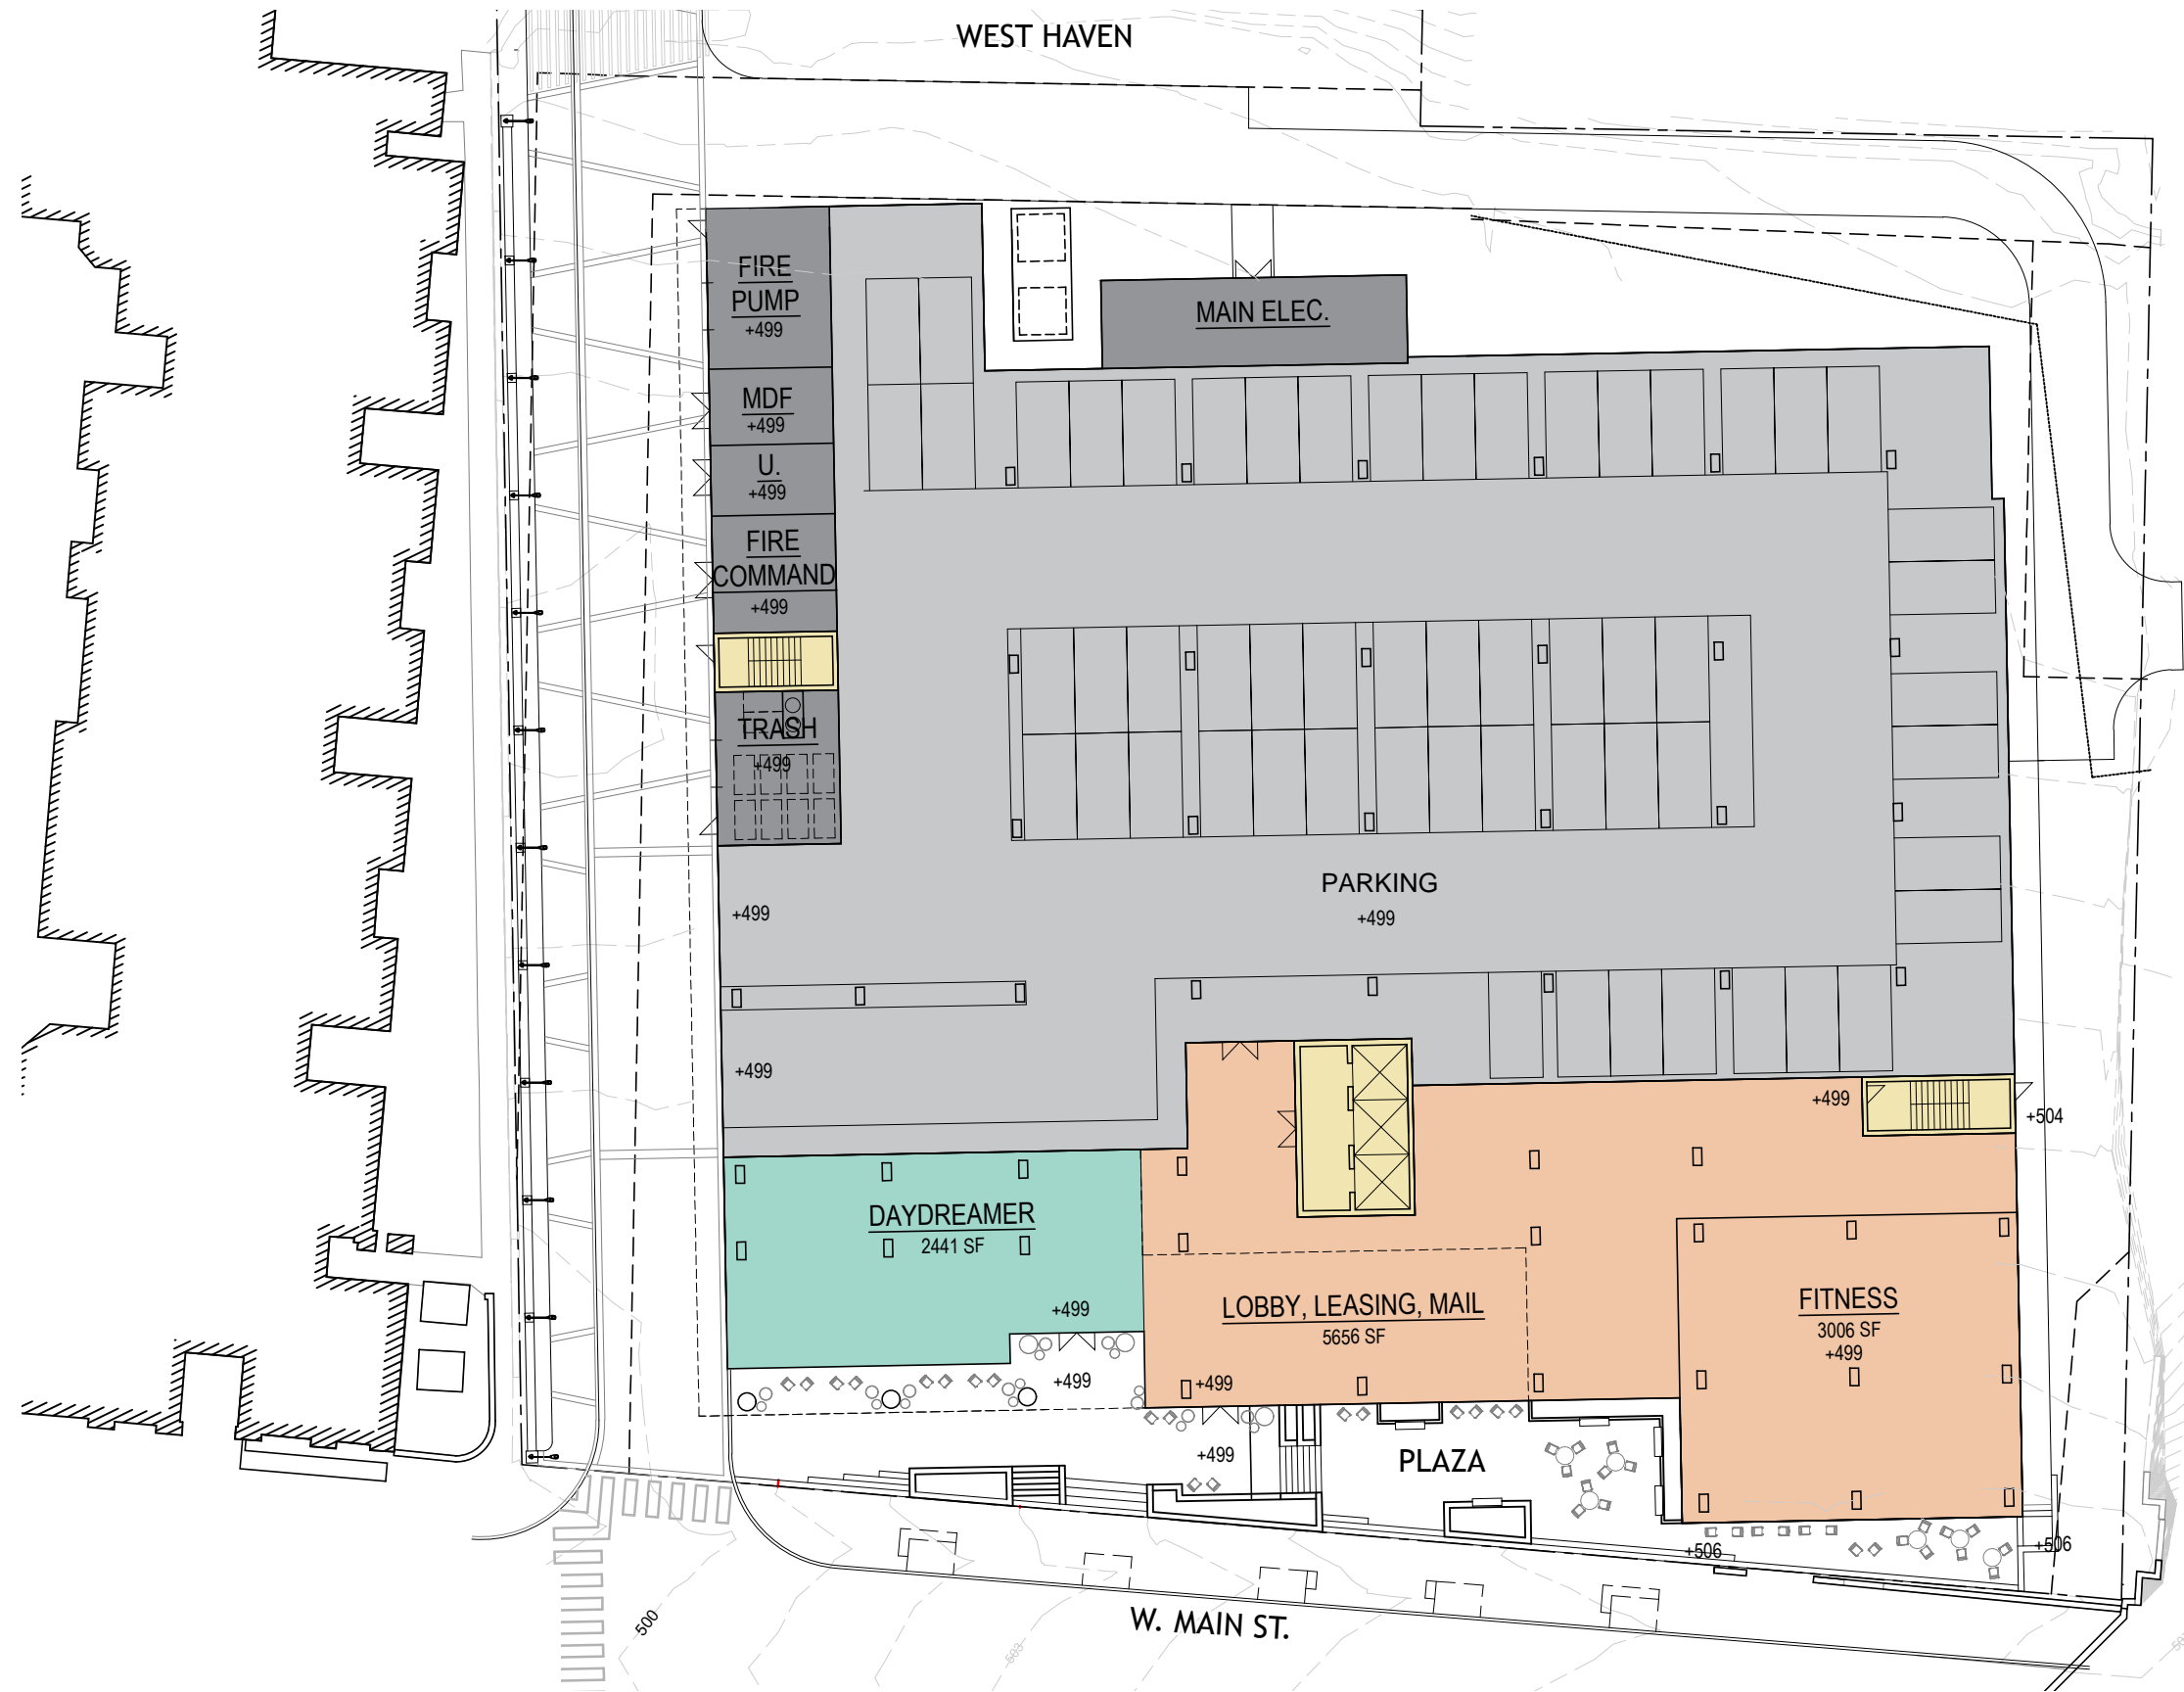 WEST HAVEN
FIRE
PUMP
+499
MAIN ELEC.
MDF
+499
U.
+499
FIRE
COMMAND
+499
TRASH
+499
PARKING
+499
+499
+499
+499
+504
DAYDREAMER
2441 SF
+499
LOBBY, LEASING, MAIL
5656 SF
FITNESS
3006 SF
+499
+499
+499
+499
PLAZA
+506
+506
W. MAIN ST.
500
503